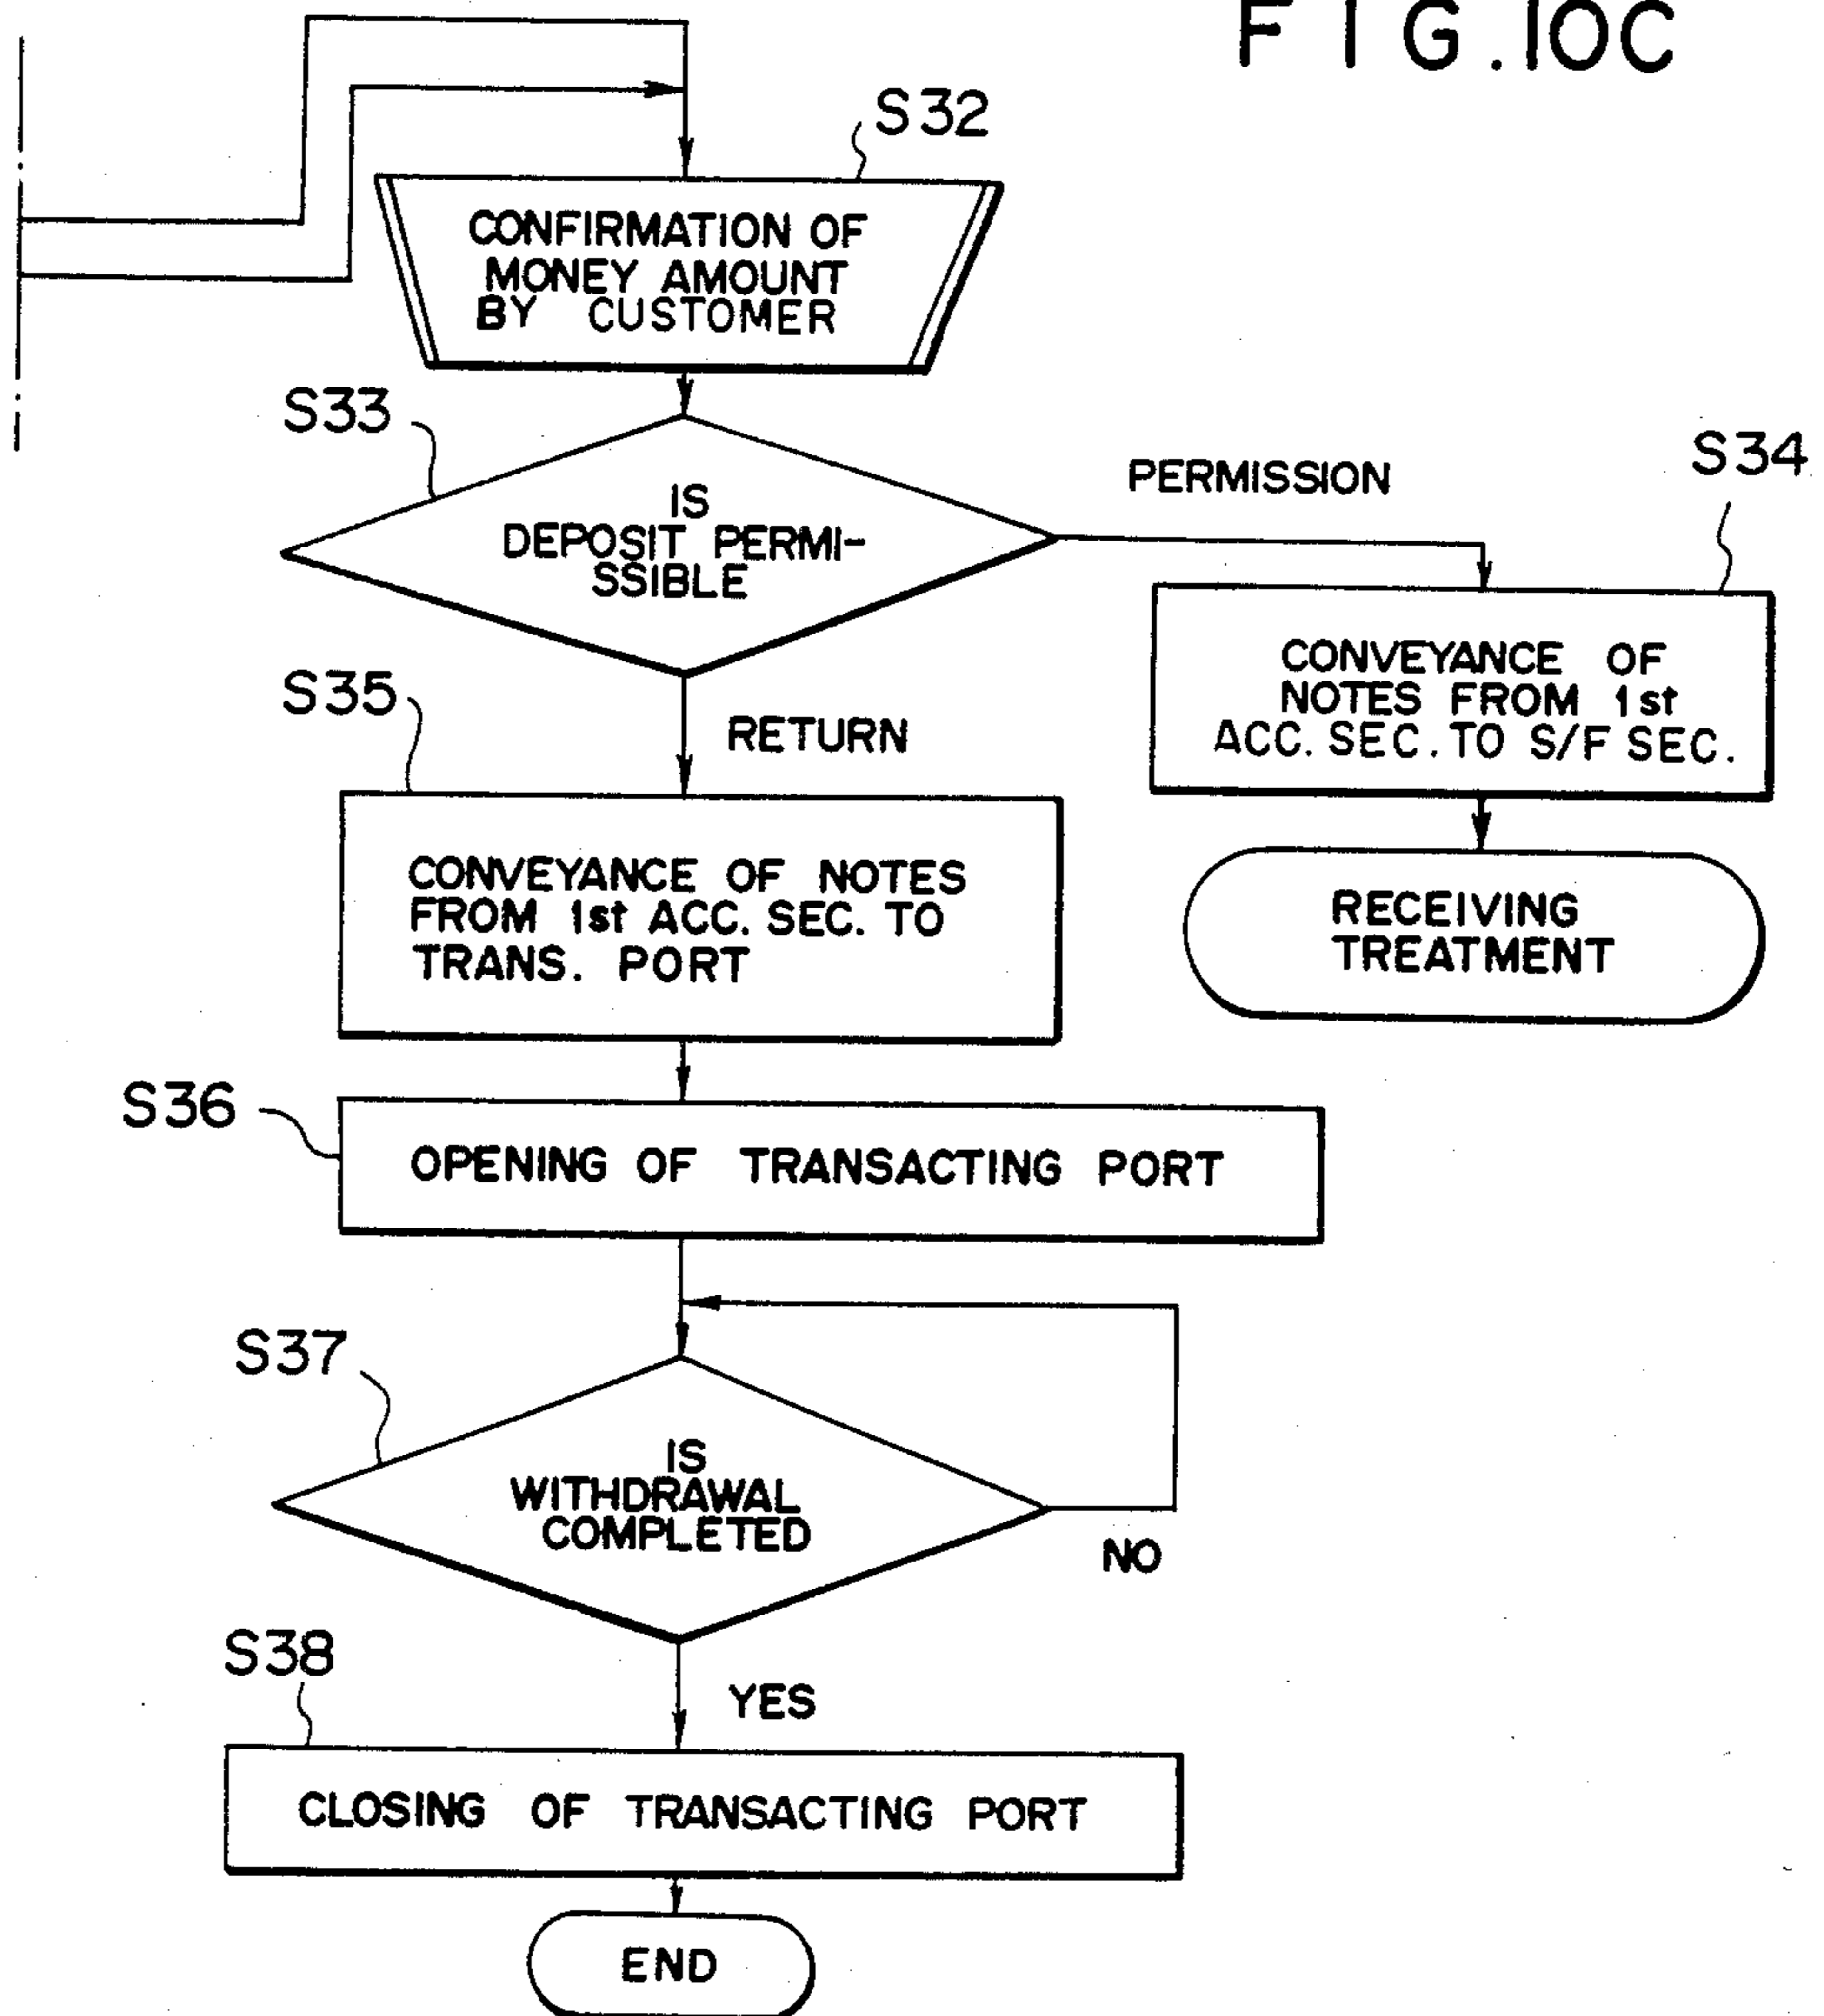 FIG.10C
S32
CONFIRMATION OF
MONEY AMOUNT
BY CUSTOMER
S33
IS
DEPOSIT PERMI-
SSIBLE
PERMISSION
S34
CONVEYANCE OF
NOTES FROM 1st
ACC. SEC. TO S/F SEC.
RECEIVING
TREATMENT
RETURN
S35
CONVEYANCE OF NOTES
FROM 1st ACC. SEC. TO
TRANS. PORT
S36
OPENING OF TRANSACTING PORT
S37
IS
WITHDRAWAL
COMPLETED
NO
YES
S38
CLOSING OF TRANSACTING PORT
END